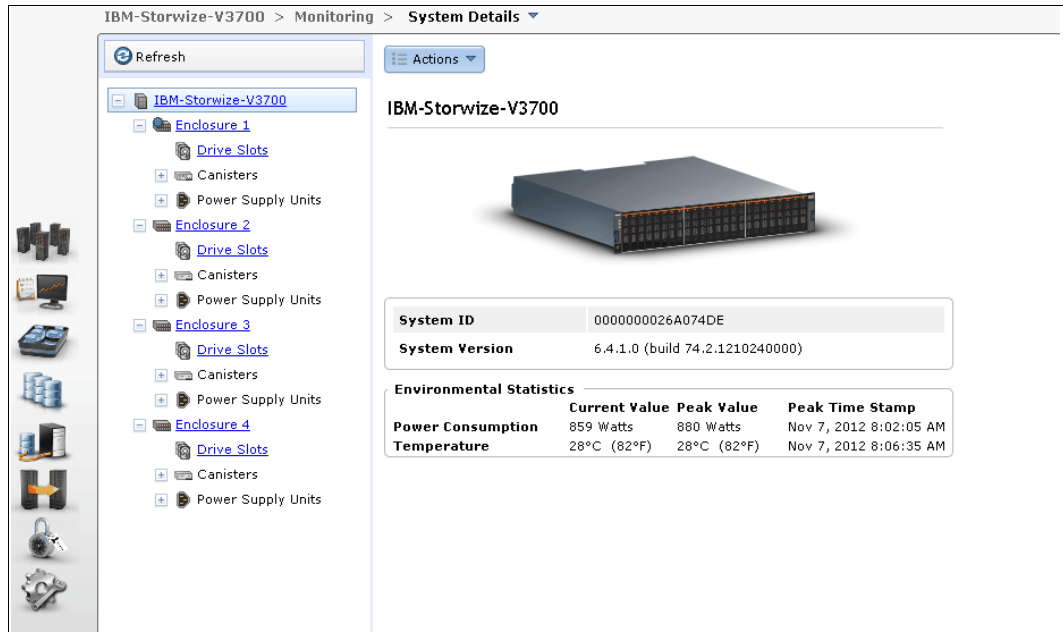 IBM-Storwize-V3700 > Monitoring > System Details
Refresh
Actions
IBM-Storwize-V3700
Enclosure 1
Drive Slots
Canisters
Power Supply Units
Enclosure 2
Drive Slots
Canisters
Power Supply Units
Enclosure 3
Drive Slots
Canisters
Power Supply Units
Enclosure 4
Drive Slots
Canisters
Power Supply Units
IBM-Storwize-V3700
System ID 0000000026A074DE
System Version 6.4.1.0 (build 74.2.1210240000)
Environmental Statistics
Current Value Peak Value Peak Time Stamp
Power Consumption 859 Watts 880 Watts Nov 7, 2012 8:02:05 AM
Temperature 28°C (82°F) 28°C (82°F) Nov 7, 2012 8:06:35 AM